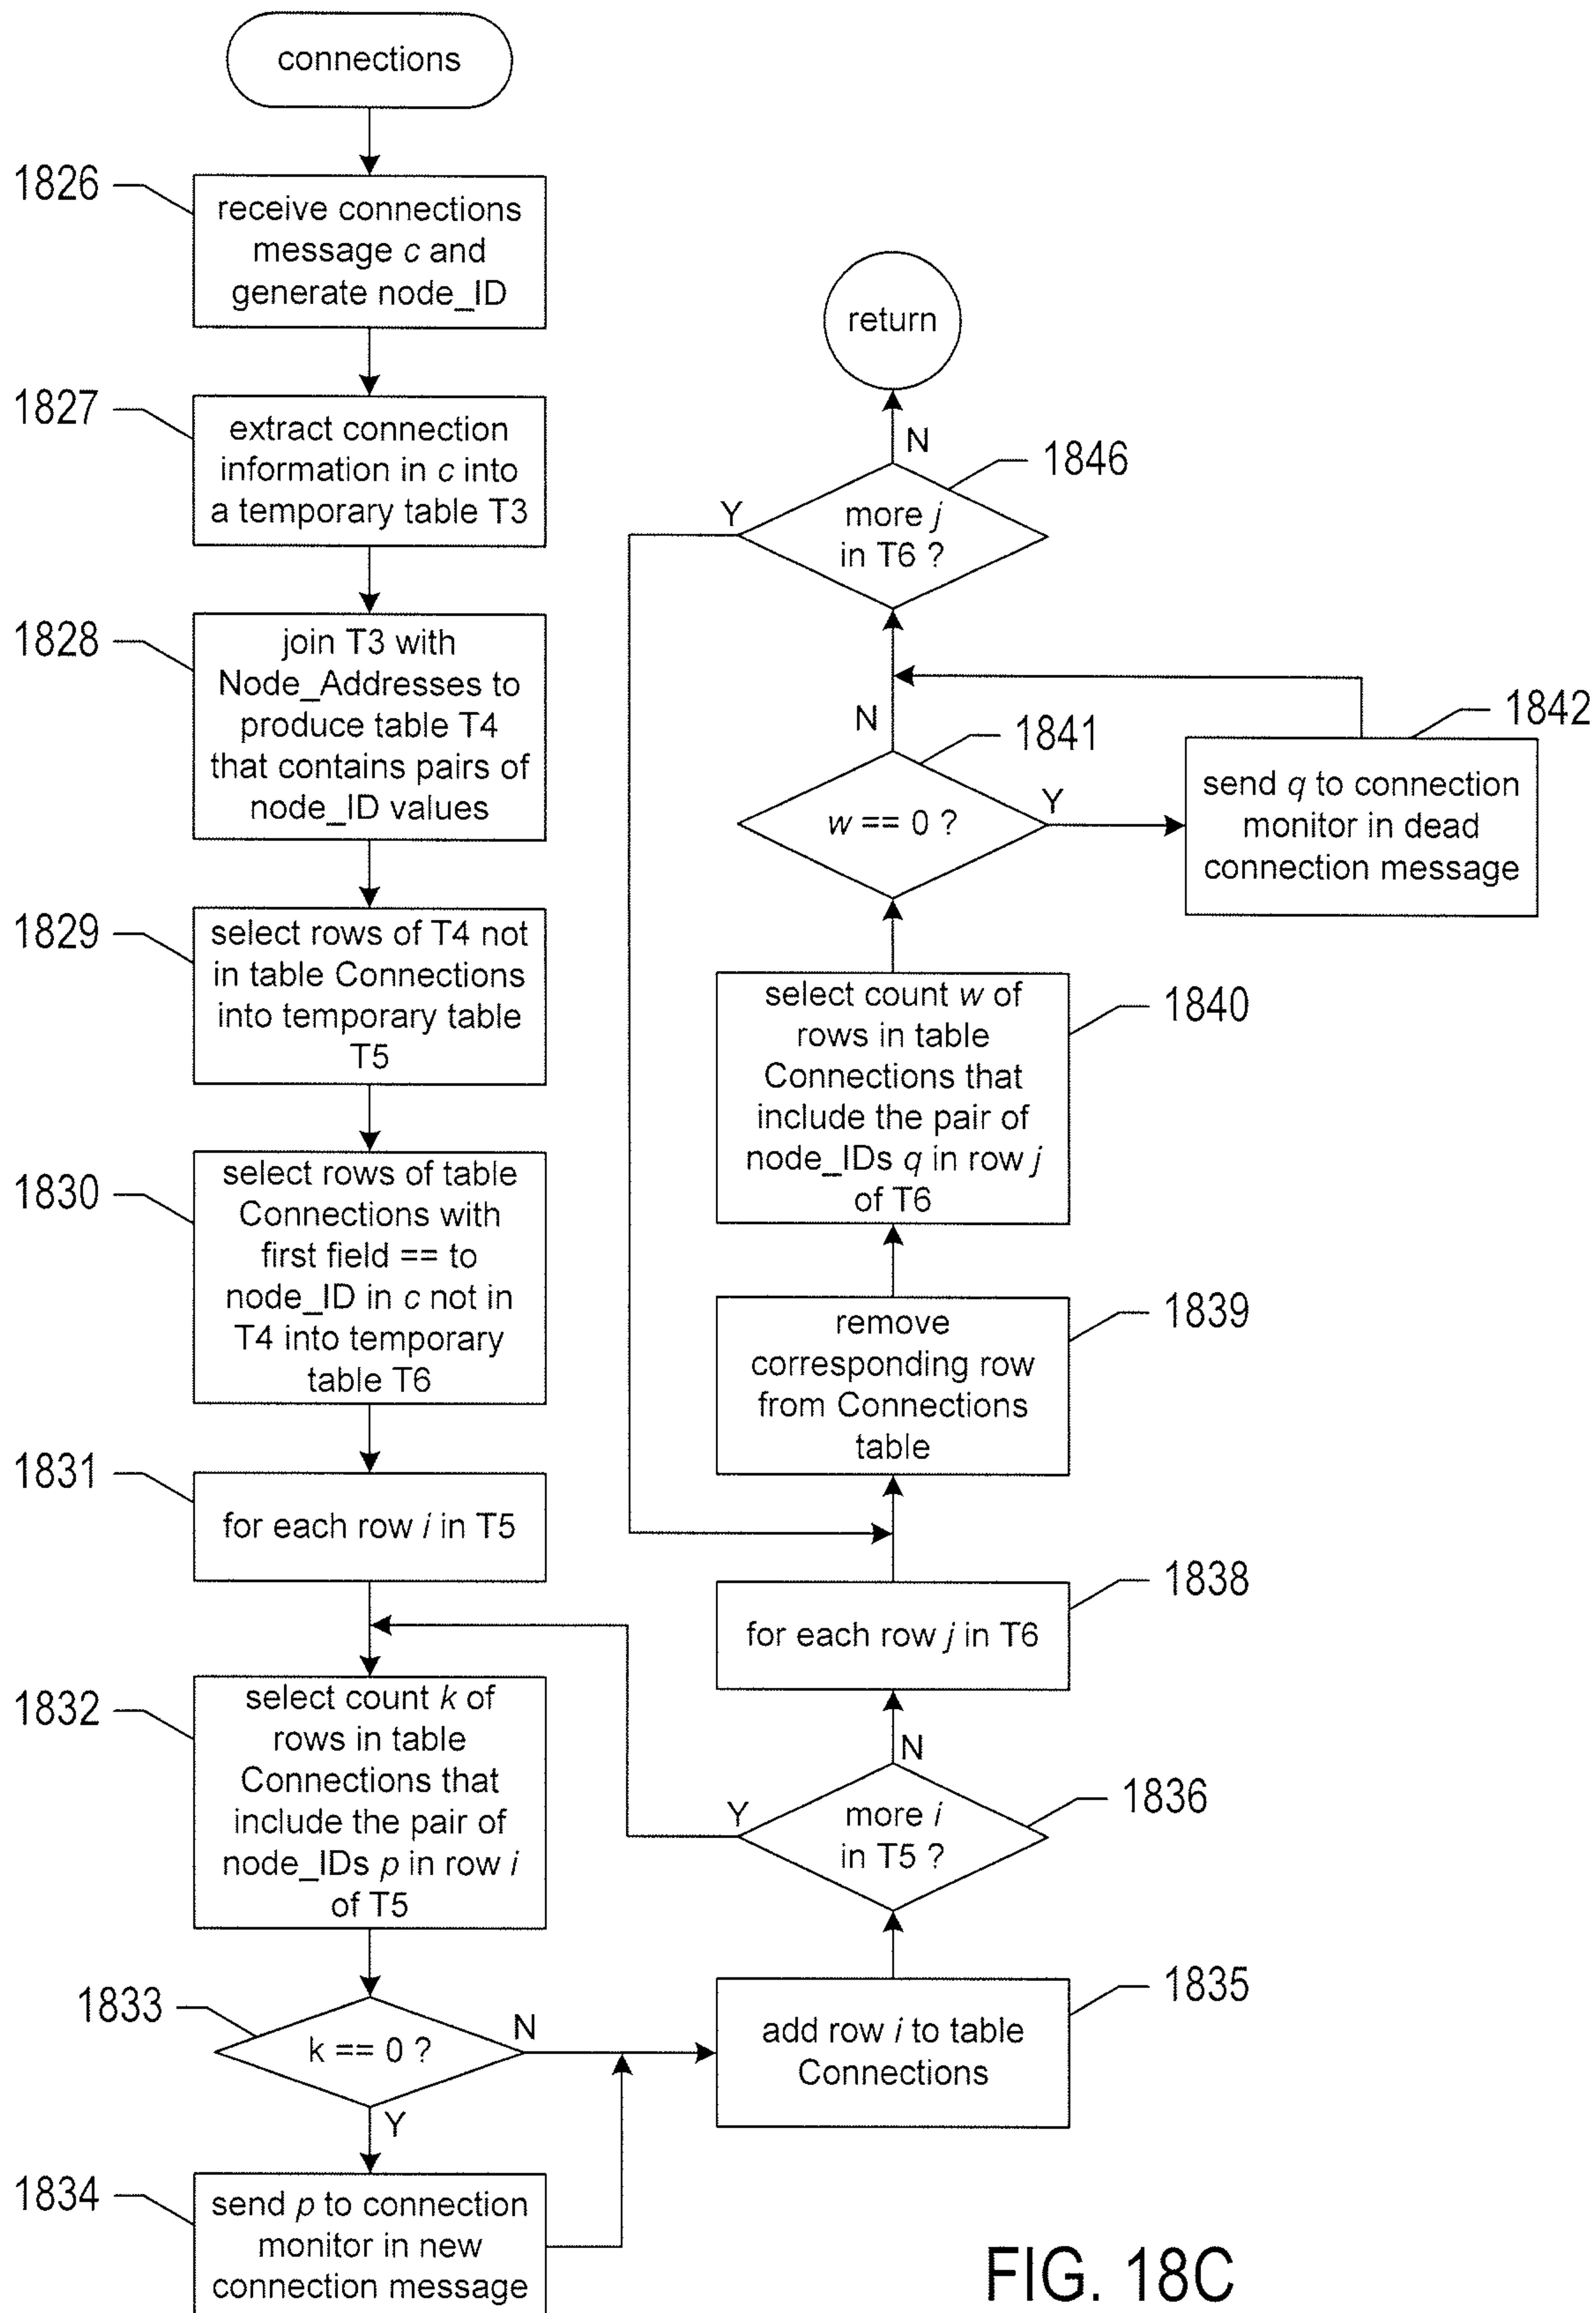 connections
1826
receive connections
message c and
generate node_ID
1827
extract connection
information in c into
a temporary table T3
1828
join T3 with
Node_Addresses to
produce table T4
that contains pairs of
node_ID values
1829
select rows of T4 not
in table Connections
into temporary table
T5
1830
select rows of table
Connections with
first field == to
node_ID in c not in
T4 into temporary
table T6
1831
for each row i in T5
1832
select count k of
rows in table
Connections that
include the pair of
node_IDs p in row i
of T5
1833
k == 0 ?
N
Y
1834
send p to connection
monitor in new
connection message
1835
add row i to table
Connections
1836
more i
in T5 ?
Y
N
1838
for each row j in T6
1839
remove
corresponding row
from Connections
table
1840
select count w of
rows in table
Connections that
include the pair of
node_IDs q in row j
of T6
1841
w == 0 ?
N
Y
1842
send q to connection
monitor in dead
connection message
1846
more j
in T6 ?
Y
N
return
FIG. 18C